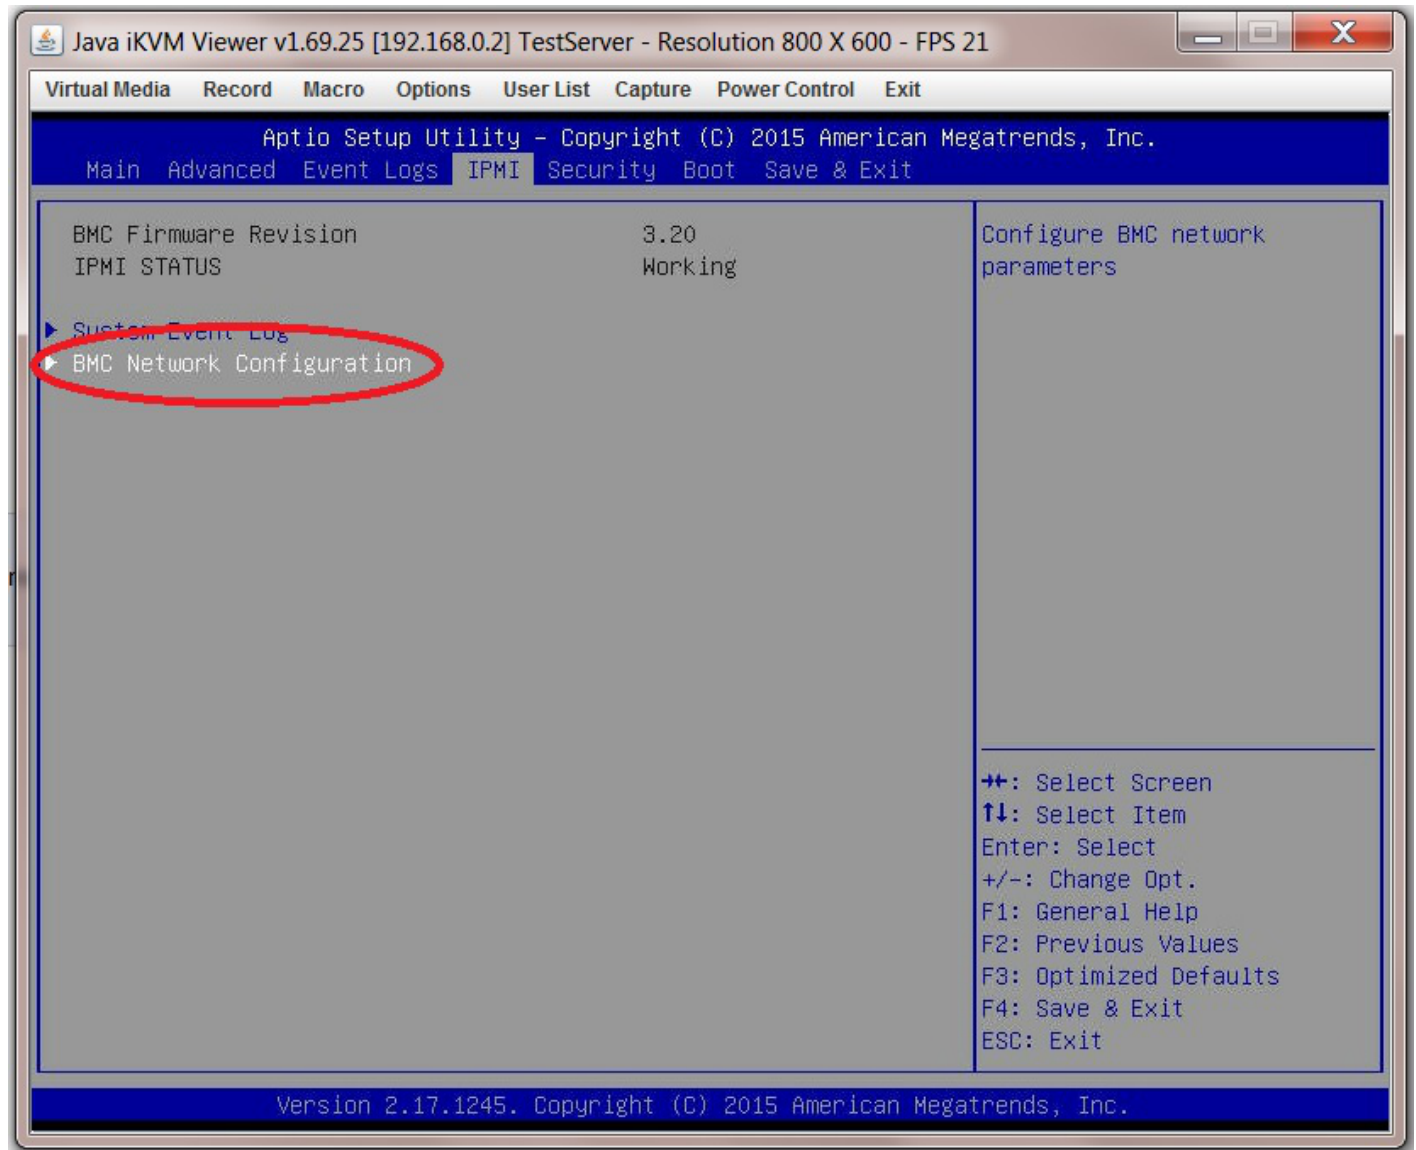 Java iKVM Viewer v1.69.25 [192.168.0.2] TestServer - Resolution 800 X 600 - FPS 21
Virtual Media Record Macro Options User List Capture Power Control Exit
Aptio Setup Utility - Copyright (C) 2015 American Megatrends, Inc.
Main Advanced Event Logs IPMI Security Boot Save & Exit
BMC Firmware Revision 3.20
IPMI STATUS Working
System Event Log
BMC Network Configuration
Configure BMC network
parameters
→←: Select Screen
↑↓: Select Item
Enter: Select
+/-: Change Opt.
F1: General Help
F2: Previous Values
F3: Optimized Defaults
F4: Save & Exit
ESC: Exit
Version 2.17.1245. Copyright (C) 2015 American Megatrends, Inc.